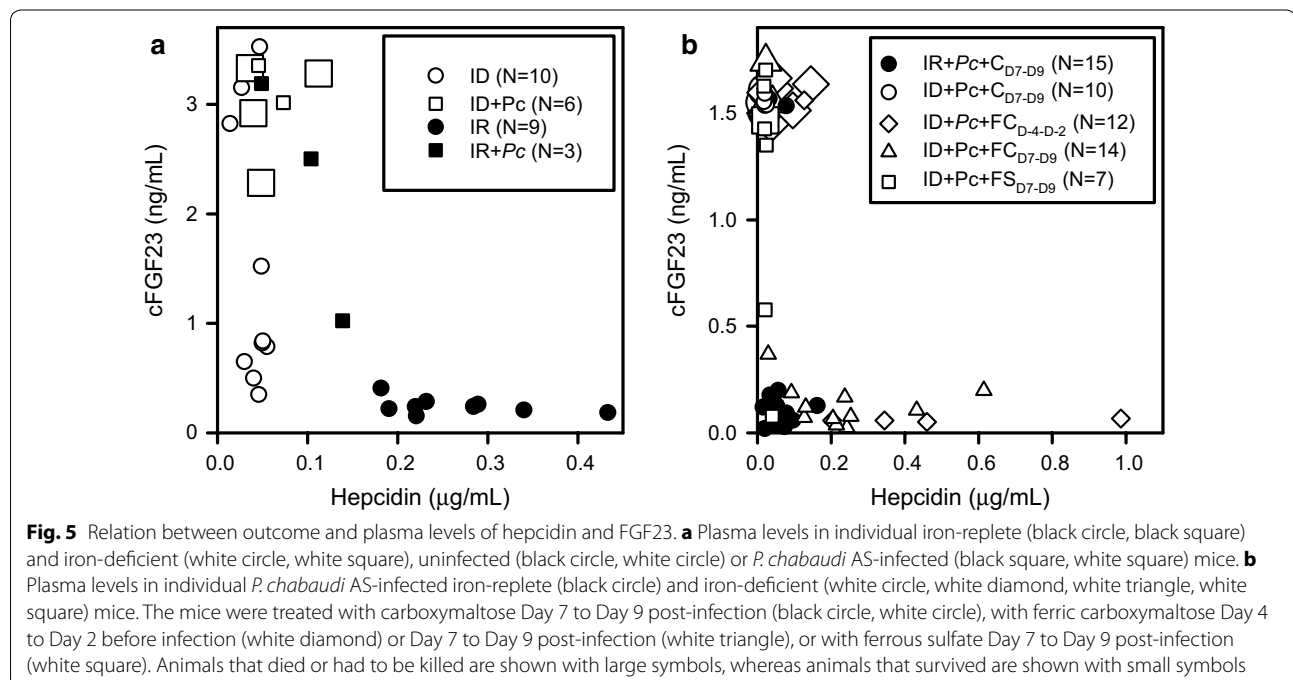 a
ID (N=10)
ID+Pc (N=6)
IR (N=9)
IR+Pc (N=3)
cFGF23 (ng/mL)
3
2
1
0
0.0 0.1 0.2 0.3 0.4
Hepcidin (µg/mL)
b
IR+Pc+C D7-D9 (N=15)
ID+Pc+C D7-D9 (N=10)
ID+Pc+FC D-4-D-2 (N=12)
ID+Pc+FC D7-D9 (N=14)
ID+Pc+FS D7-D9 (N=7)
cFGF23 (ng/mL)
1.5
1.0
0.5
0.0
0.0 0.2 0.4 0.6 0.8 1.0
Hepcidin (µg/mL)
Fig. 5 Relation between outcome and plasma levels of hepcidin and FGF23. a Plasma levels in individual iron-replete (black circle, black square)
and iron-deficient (white circle, white square), uninfected (black circle, white circle) or P. chabaudi AS-infected (black square, white square) mice. b
Plasma levels in individual P. chabaudi AS-infected iron-replete (black circle) and iron-deficient (white circle, white diamond, white triangle, white
square) mice. The mice were treated with carboxymaltose Day 7 to Day 9 post-infection (black circle, white circle), with ferric carboxymaltose Day 4
to Day 2 before infection (white diamond) or Day 7 to Day 9 post-infection (white triangle), or with ferrous sulfate Day 7 to Day 9 post-infection
(white square). Animals that died or had to be killed are shown with large symbols, whereas animals that survived are shown with small symbols